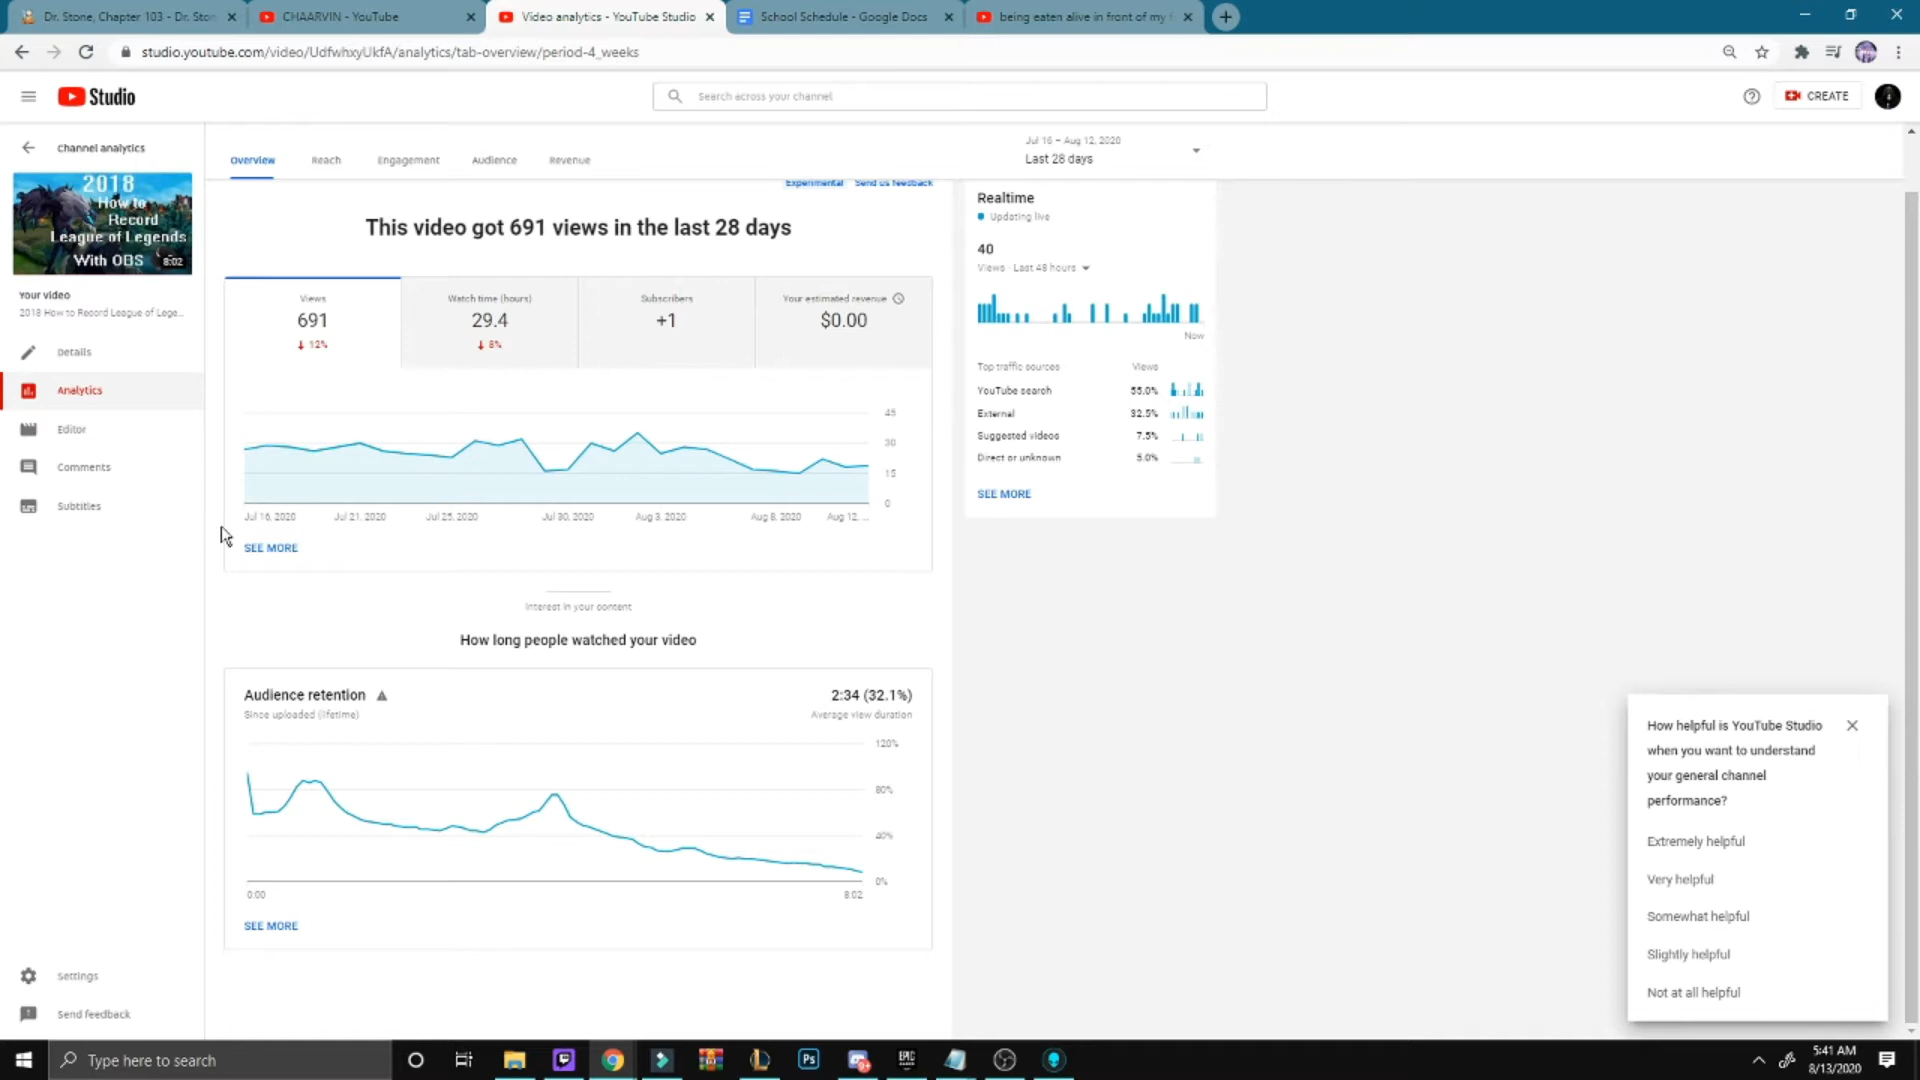 Dr. Stone, Chapter 103 - Dr. Ston
CHAARVIN - YouTube
Video analytics - YouTube Studio
School Schedule - Google Docs
being eaten alive in front of my f
studio.youtube.com/video/UdfwhxyUkfA/analytics/tab-overview/period-4_weeks
Studio
Search across your channel
CREATE
Channel analytics
Overview
Reach
Engagement
Audience
Revenue
Jul 16 – Aug 12, 2020
Last 28 days
Experimental
Send us feedback
2018
How to
Record
League of Legends
With OBS
8:02
Your video
2018 How to Record League of Lege...
Details
Analytics
Editor
Comments
Subtitles
Settings
Send feedback
This video got 691 views in the last 28 days
Views
691
12%
Watch time (hours)
29.4
8%
Subscribers
+1
Your estimated revenue
$0.00
45
30
15
0
Jul 16, 2020
Jul 21, 2020
Jul 25, 2020
Jul 30, 2020
Aug 3, 2020
Aug 8, 2020
Aug 12, ...
SEE MORE
Interest in your content
How long people watched your video
Audience retention
Since uploaded (lifetime)
2:34 (32.1%)
Average view duration
120%
80%
40%
0%
0:00
8:02
SEE MORE
Realtime
Updating live
40
Views · Last 48 hours
Now
Top traffic sources
Views
YouTube search
55.0%
External
32.5%
Suggested videos
7.5%
Direct or unknown
5.0%
SEE MORE
How helpful is YouTube Studio
when you want to understand
your general channel
performance?
Extremely helpful
Very helpful
Somewhat helpful
Slightly helpful
Not at all helpful
Type here to search
Ps
EPIC
5:41 AM
8/13/2020